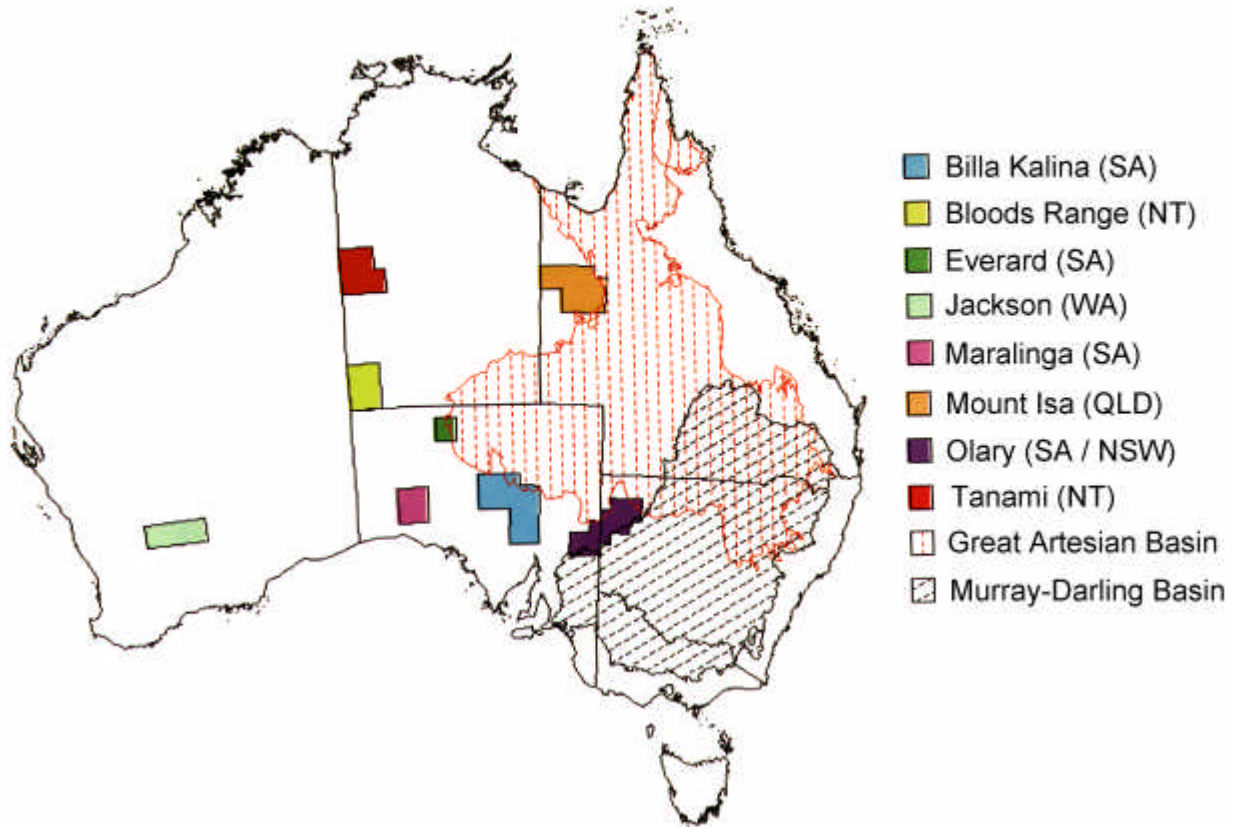 Billa Kalina (SA)
Bloods Range (NT)
Everard (SA)
Jackson (WA)
Maralinga (SA)
Mount Isa (QLD)
Olary (SA / NSW)
Tanami (NT)
Great Artesian Basin
Murray-Darling Basin